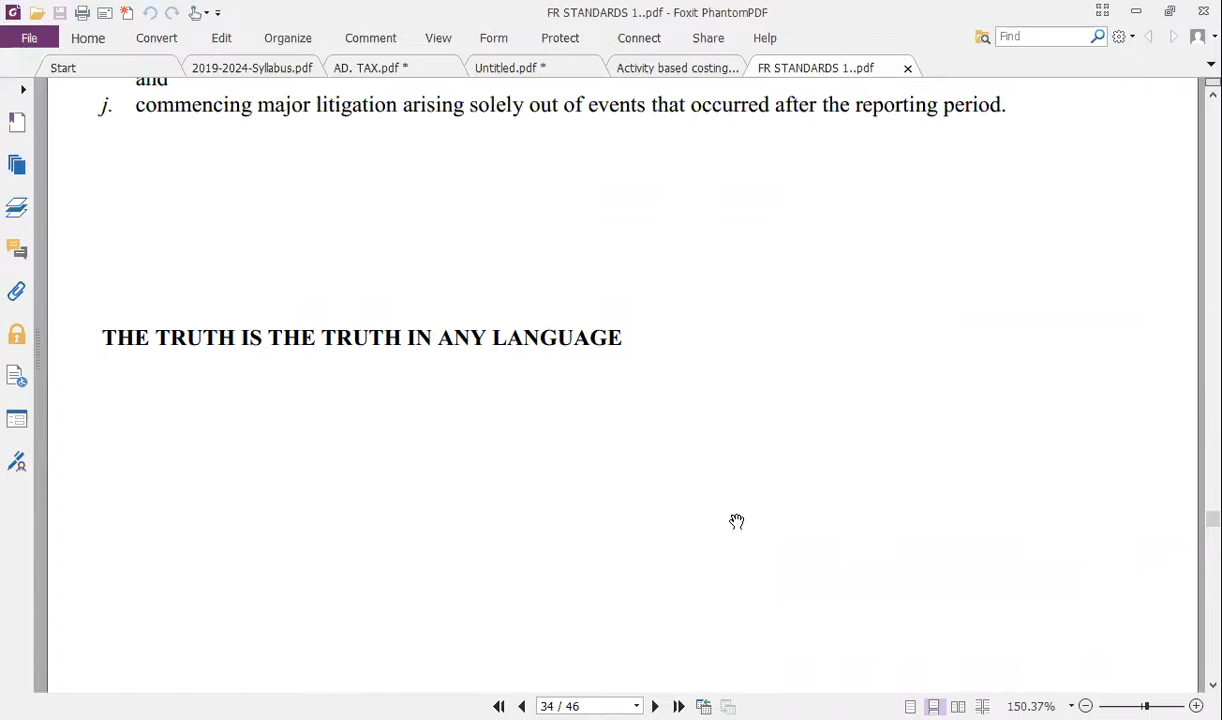 FR STANDARDS 1..pdf - Foxit PhantomPDF
File Home Convert Edit Organize Comment View Form Protect Connect Share Help Find
Start 2019-2024-Syllabus.pdf AD. TAX.pdf * Untitled.pdf * Activity based costing... FR STANDARDS 1..pdf
and
j. commencing major litigation arising solely out of events that occurred after the reporting period.
THE TRUTH IS THE TRUTH IN ANY LANGUAGE
34 / 46 150.37%